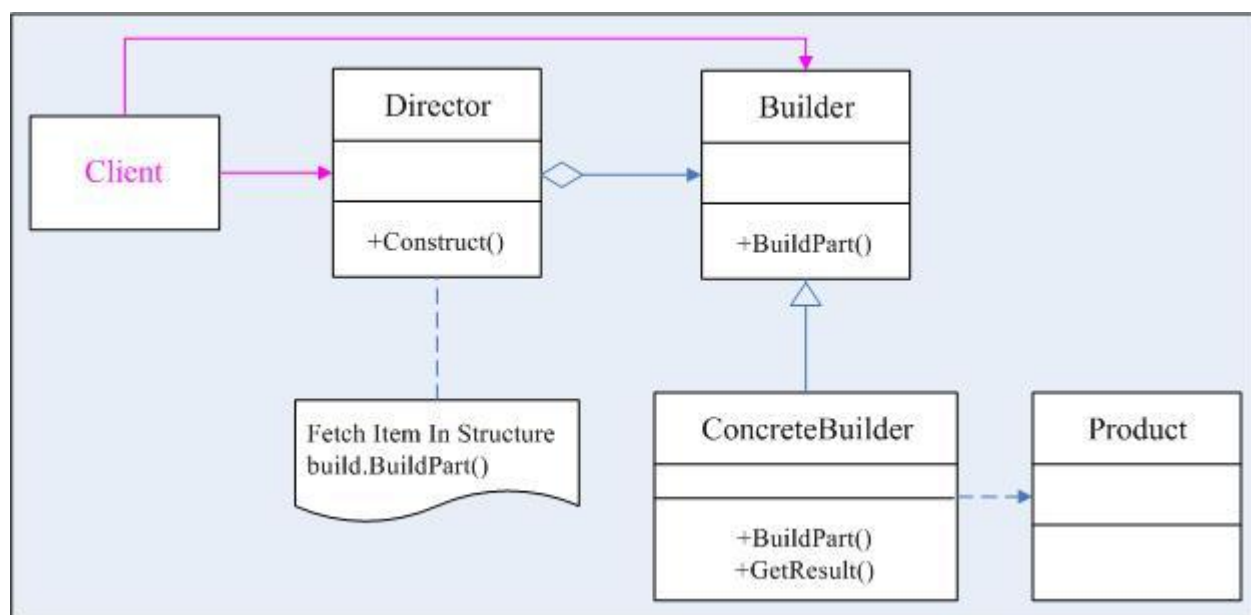 Director
Builder
Client
+Construct()
+BuildPart()
Fetch Item In Structure
build.BuildPart()
ConcreteBuilder
Product
+BuildPart()
+GetResult()